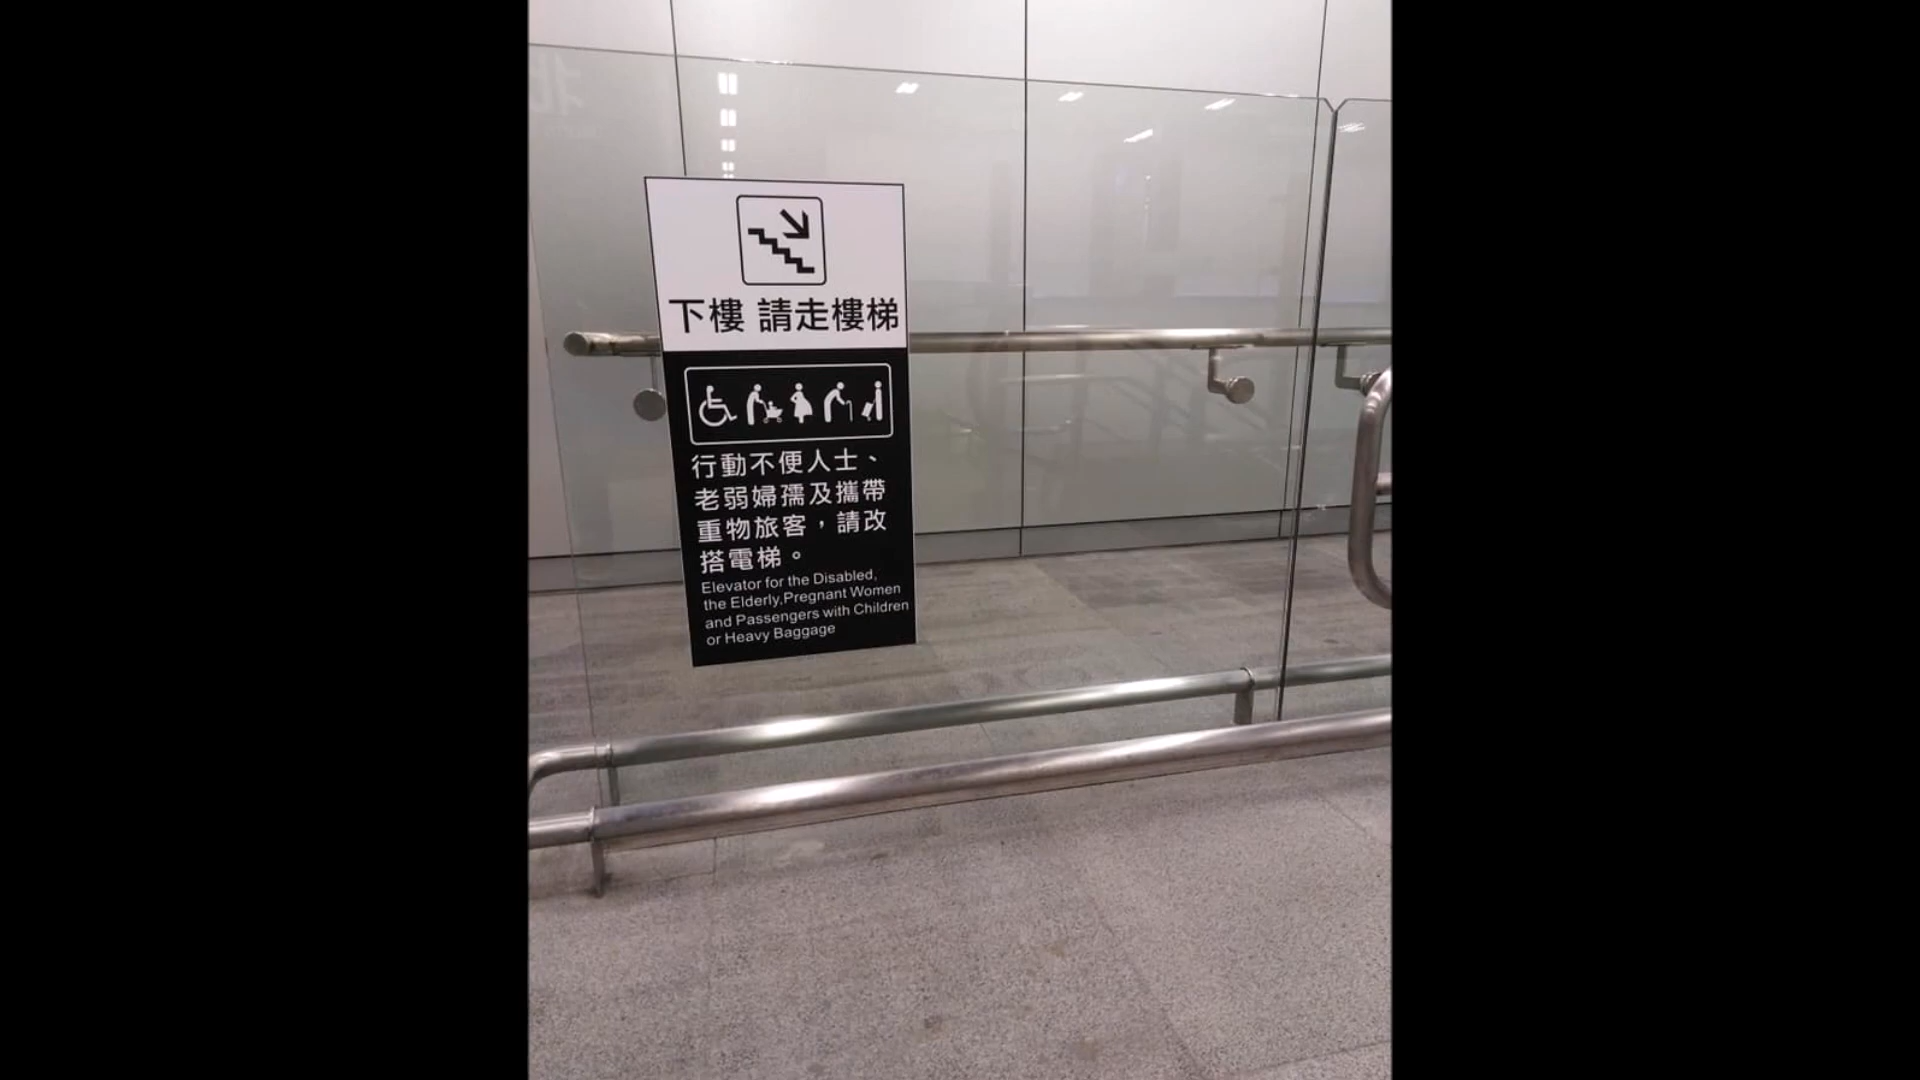 下樓 請走樓梯
行動不便人士、
老弱婦孺及攜帶
重物旅客，請改
搭電梯。
Elevator for the Disabled,
the Elderly,Pregnant Women
and Passengers with Children
or Heavy Baggage